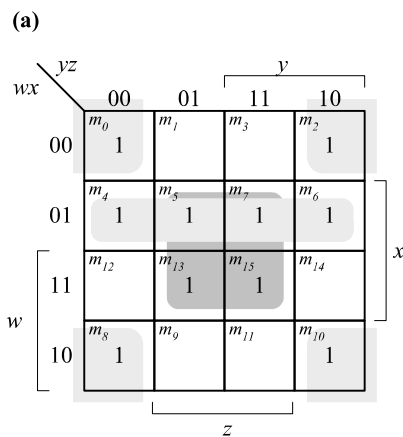 (a)
yz
y
wx
00 01 11 10
m0 m1 m3 m2
00 1 1
m4 m5 m7 m6
01 1 1 1 1
x
m12 m13 m15 m14
11 1 1
w
m8 m9 m11 m10
10 1 1
z